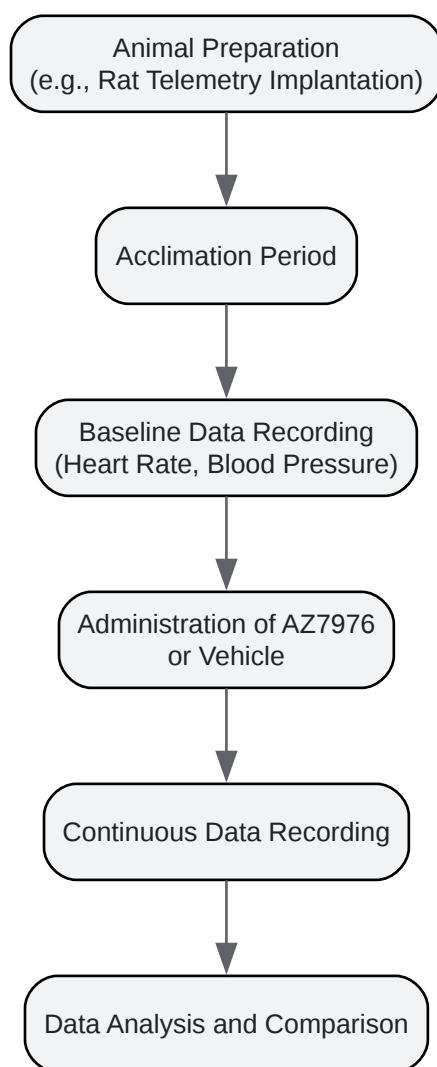 Animal Preparation
(e.g., Rat Telemetry Implantation)
Acclimation Period
Baseline Data Recording
(Heart Rate, Blood Pressure)
Administration of AZ7976
or Vehicle
Continuous Data Recording
Data Analysis and Comparison